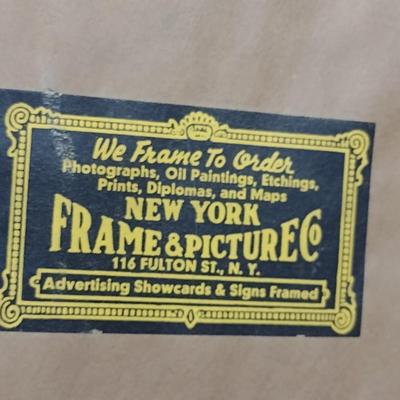 We Frame To Order
Photographs, Oil Paintings, Etchings,
Prints, Diplomas, and Maps
NEW YORK
FRAME & PICTURE Co
116 FULTON ST., N. Y.
Advertising Showcards & Signs Framed